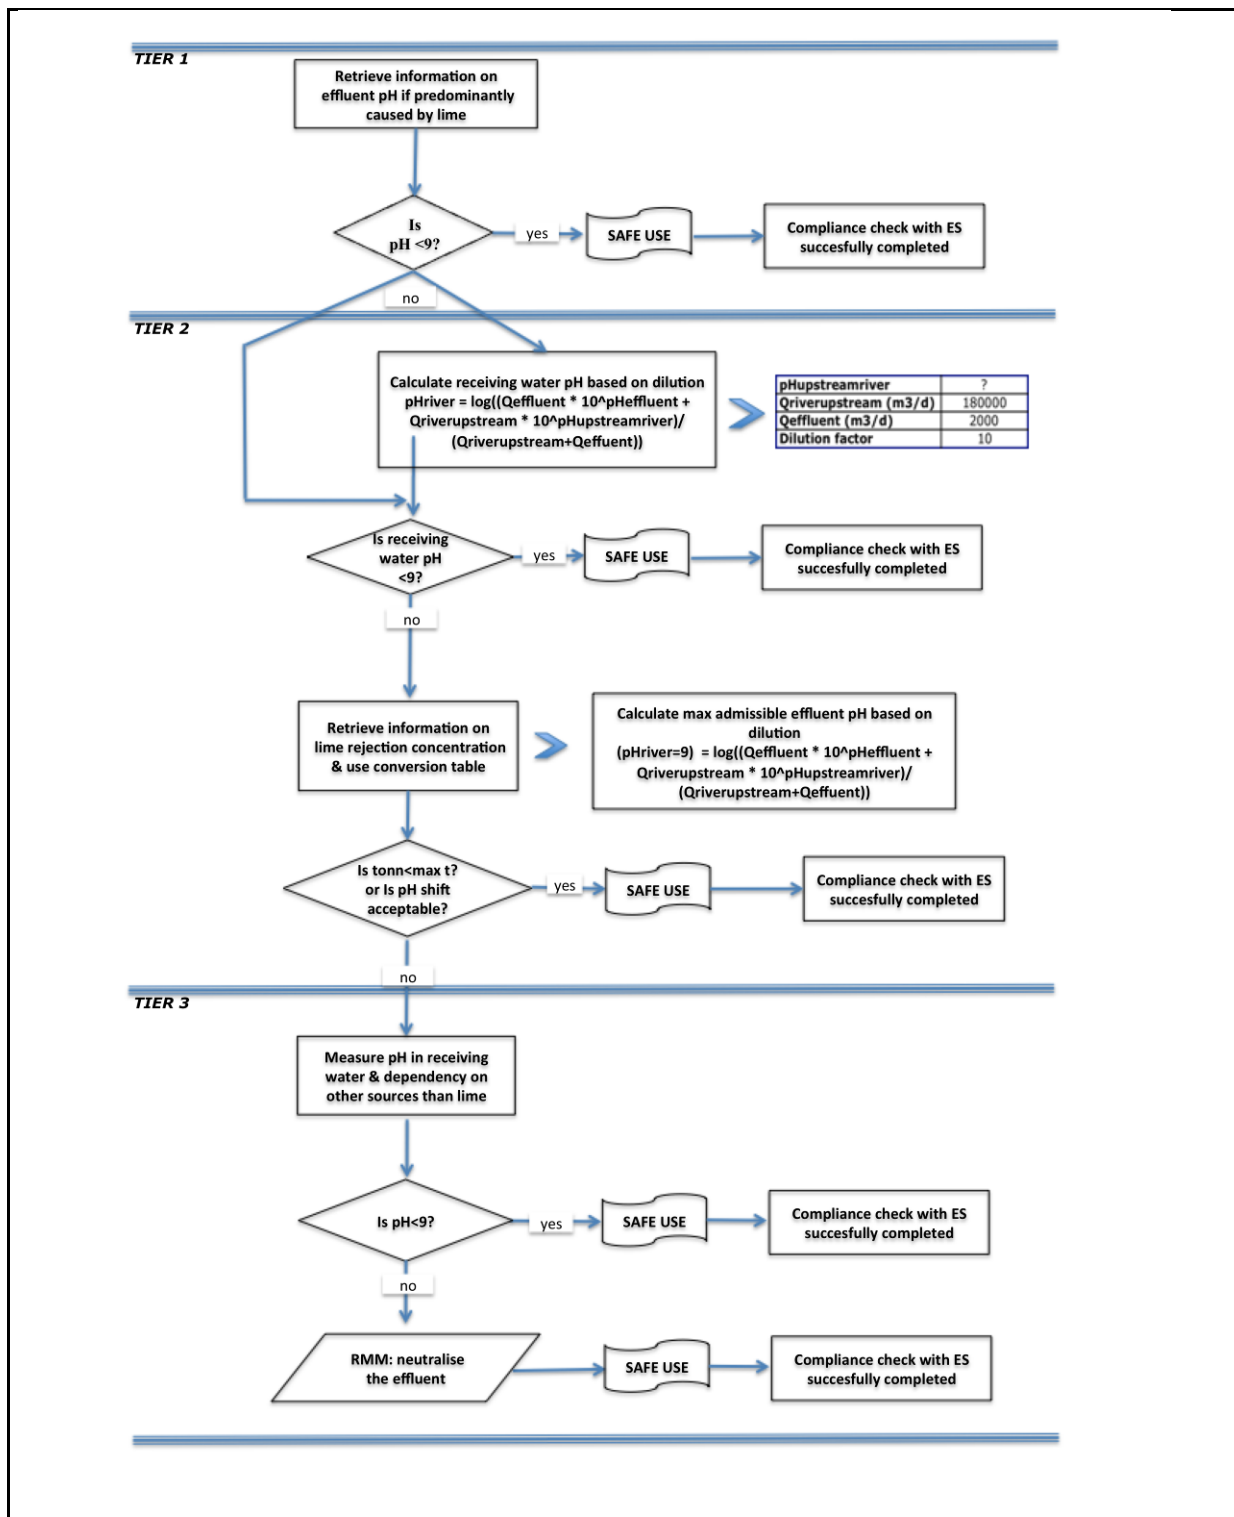 TIER 1
Retrieve information on
effluent pH if predominantly
caused by lime
Is
pH <9?
yes
SAFE USE
Compliance check with ES
succesfully completed
no
TIER 2
Calculate receiving water pH based on dilution
pHriver = log((Qeffluent * 10^pHeffluent +
Qriverupstream * 10^pHupstreamriver)/
(Qriverupstream+Qeffuent))
pHupstreamriver ?
Qriverupstream (m3/d) 180000
Qeffluent (m3/d) 2000
Dilution factor 10
Is receiving
water pH
<9?
yes
SAFE USE
Compliance check with ES
succesfully completed
no
Retrieve information on
lime rejection concentration
& use conversion table
Calculate max admissible effluent pH based on
dilution
(pHriver=9) = log((Qeffluent * 10^pHeffluent +
Qriverupstream * 10^pHupstreamriver)/
(Qriverupstream+Qeffuent))
Is tonn<max t?
or Is pH shift
acceptable?
yes
SAFE USE
Compliance check with ES
succesfully completed
no
TIER 3
Measure pH in receiving
water & dependency on
other sources than lime
Is pH<9?
yes
SAFE USE
Compliance check with ES
succesfully completed
no
RMM: neutralise
the effluent
SAFE USE
Compliance check with ES
succesfully completed